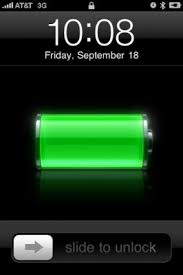 AT&T 3G
10:08
Friday, September 18
slide to unlock